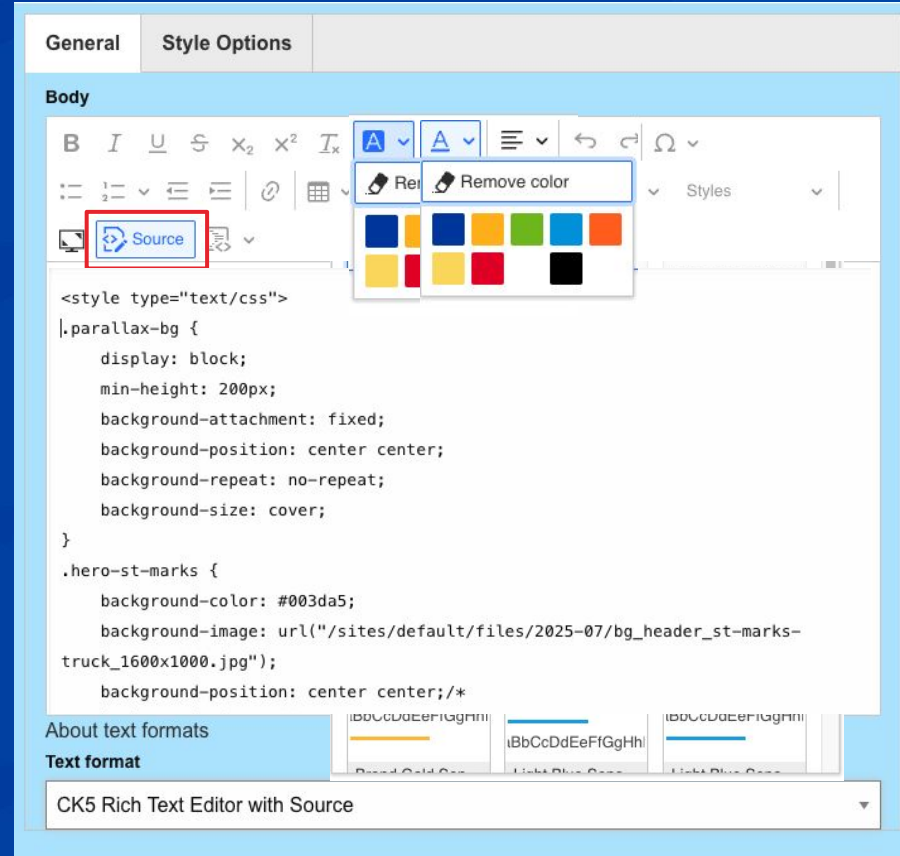 General Style Options
Body
B I U S X₂ X² Tx A A Ω
Remove color
Styles
Source
<style type="text/css">
.parallax-bg {
    display: block;
    min-height: 200px;
    background-attachment: fixed;
    background-position: center center;
    background-repeat: no-repeat;
    background-size: cover;
}
.hero-st-marks {
    background-color: #003da5;
    background-image: url("/sites/default/files/2025-07/bg_header_st-marks-
truck_1600x1000.jpg");
    background-position: center center;/*
About text formats
Text format
CK5 Rich Text Editor with Source